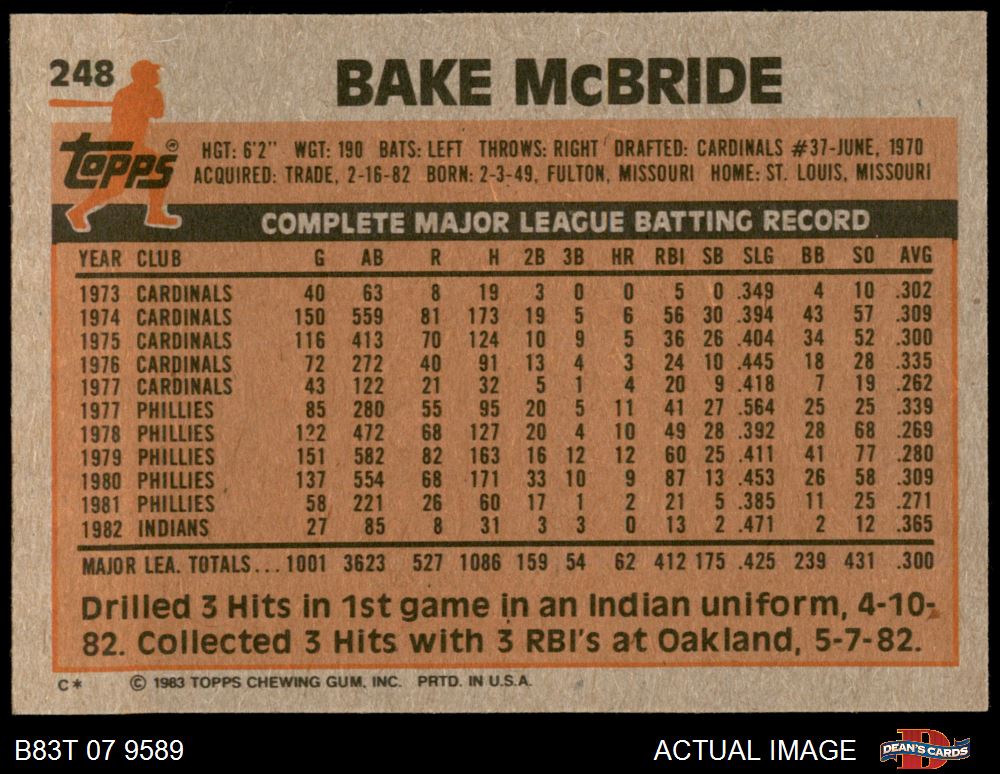 248
BAKE McBRIDE
topps®
HGT: 6'2" WGT: 190 BATS: LEFT THROWS: RIGHT DRAFTED: CARDINALS #37-JUNE, 1970
ACQUIRED: TRADE, 2-16-82 BORN: 2-3-49, FULTON, MISSOURI HOME: ST. LOUIS, MISSOURI
COMPLETE MAJOR LEAGUE BATTING RECORD
YEAR CLUB G AB R H 2B 3B HR RBI SB SLG BB SO AVG
1973 CARDINALS 40 63 8 19 3 0 0 5 0 .349 4 10 .302
1974 CARDINALS 150 559 81 173 19 5 6 56 30 .394 43 57 .309
1975 CARDINALS 116 413 70 124 10 9 5 36 26 .404 34 52 .300
1976 CARDINALS 72 272 40 91 13 4 3 24 10 .445 18 28 .335
1977 CARDINALS 43 122 21 32 5 1 4 20 9 .418 7 19 .262
1977 PHILLIES 85 280 55 95 20 5 11 41 27 .564 25 25 .339
1978 PHILLIES 122 472 68 127 20 4 10 49 28 .392 28 68 .269
1979 PHILLIES 151 582 82 163 16 12 12 60 25 .411 41 77 .280
1980 PHILLIES 137 554 68 171 33 10 9 87 13 .453 26 58 .309
1981 PHILLIES 58 221 26 60 17 1 2 21 5 .385 11 25 .271
1982 INDIANS 27 85 8 31 3 3 0 13 2 .471 2 12 .365
MAJOR LEA. TOTALS... 1001 3623 527 1086 159 54 62 412 175 .425 239 431 .300
Drilled 3 Hits in 1st game in an Indian uniform, 4-10-
82. Collected 3 Hits with 3 RBI's at Oakland, 5-7-82.
C* © 1983 TOPPS CHEWING GUM, INC. PRTD. IN U.S.A.
B83T 07 9589 ACTUAL IMAGE DEAN'S CARDS